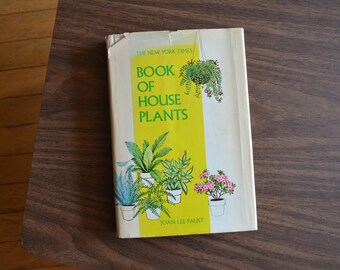 THE NEW YORK TIMES
BOOK
OF
HOUSE
PLANTS
JOAN LEE FAUST